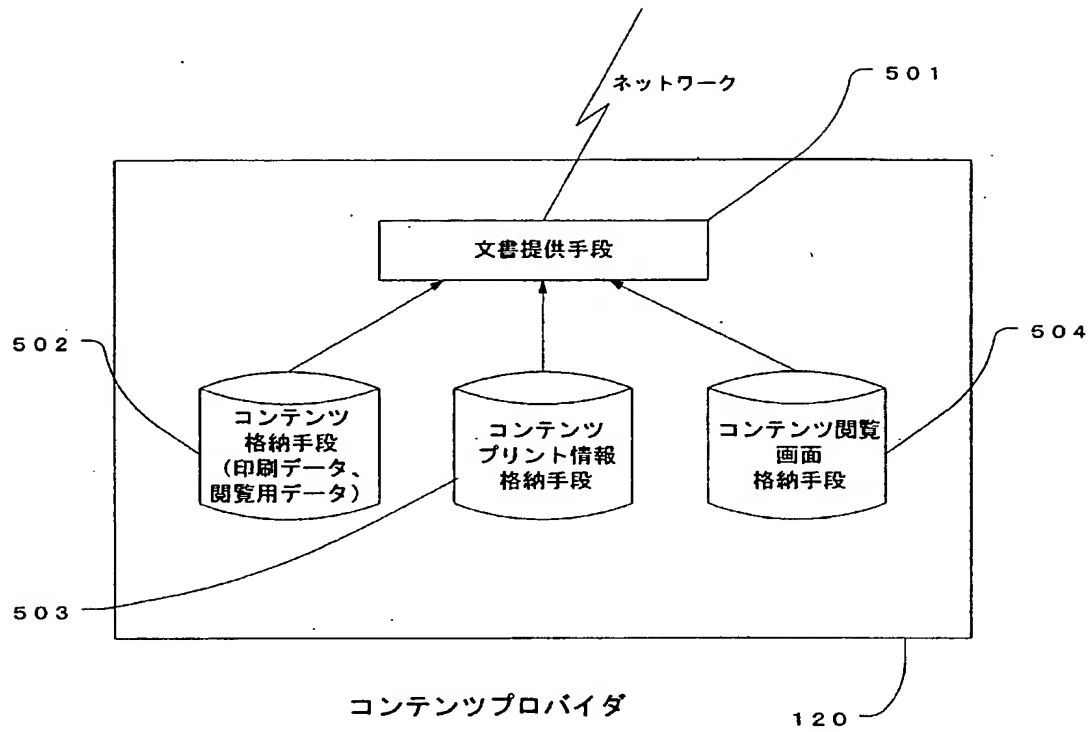 ネットワーク
５０１
文書提供手段
５０２
５０４
コンテンツ
格納手段
（印刷データ、
閲覧用データ）
コンテンツ
プリント情報
格納手段
コンテンツ閲覧
画面
格納手段
５０３
コンテンツプロバイダ
１２０